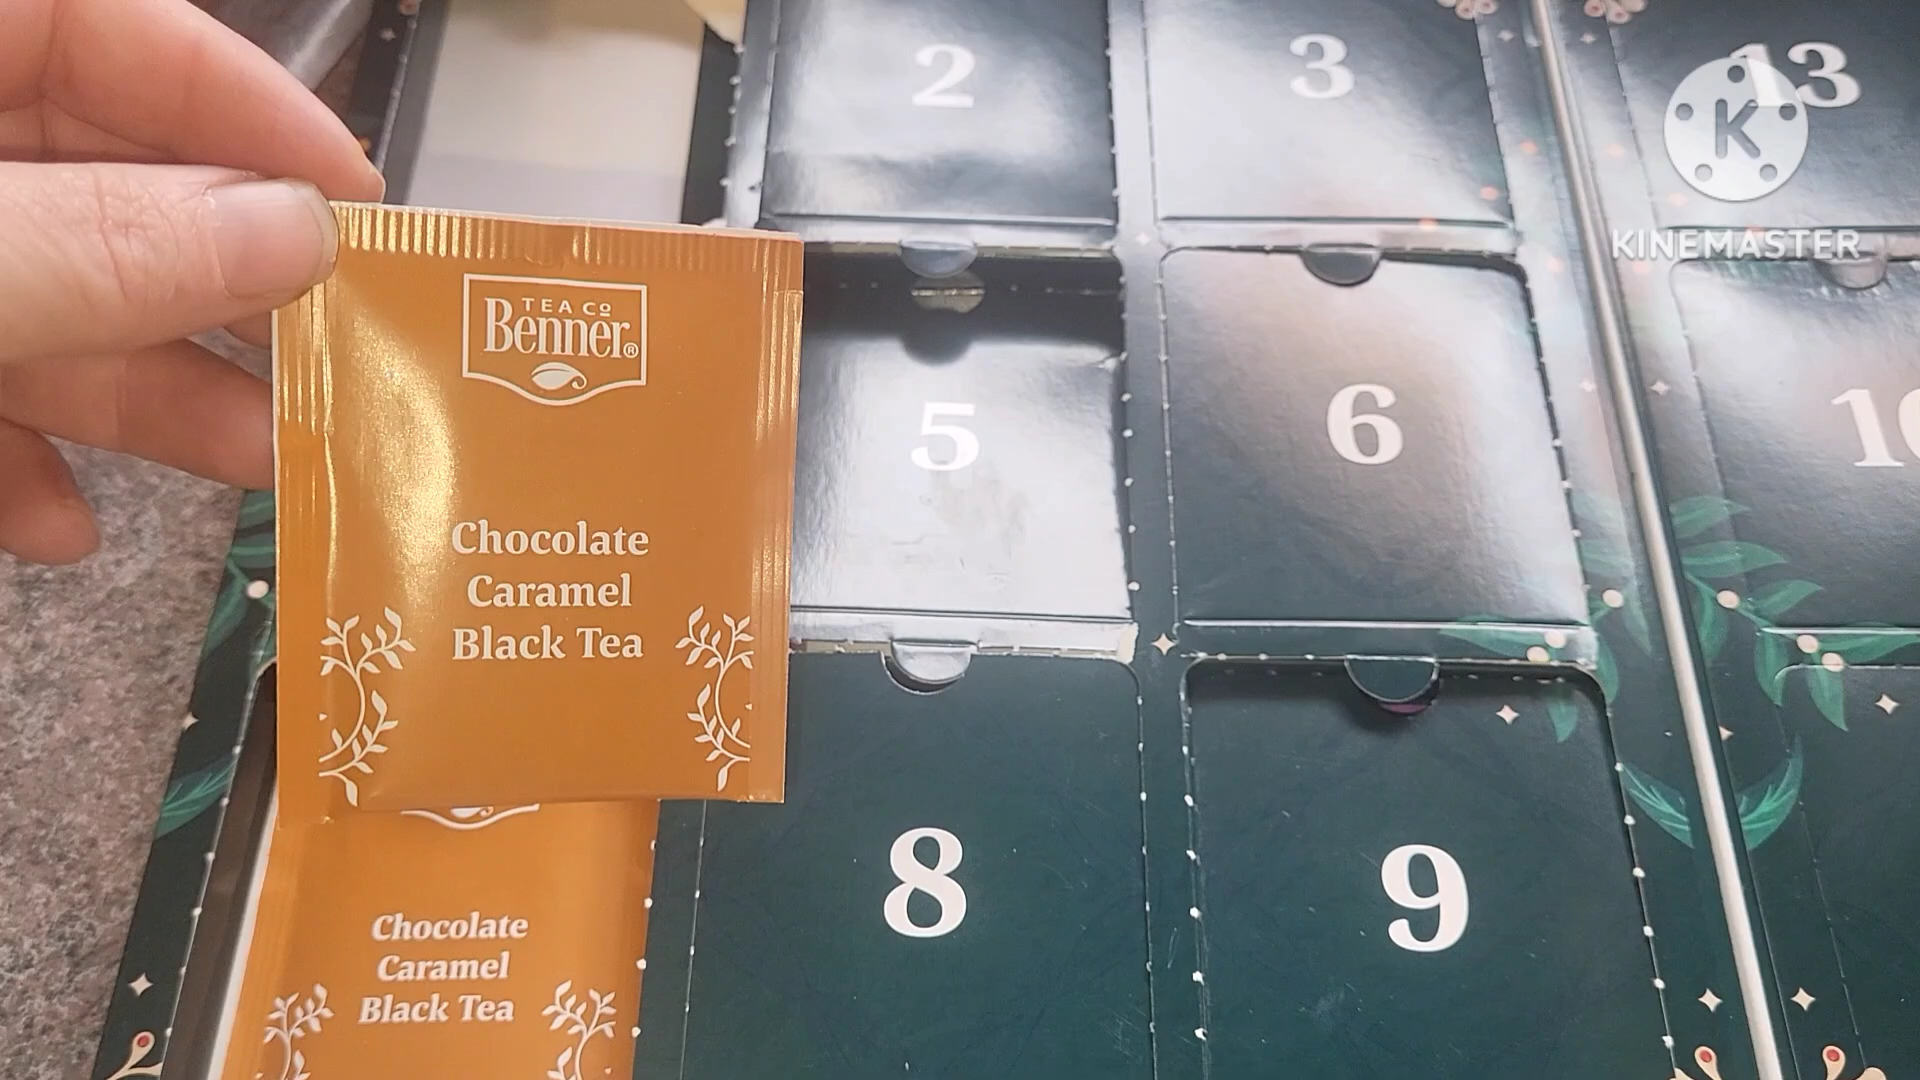 2
3
13
K
KINEMASTER
TEA Co
Benner®
5
6
Chocolate
Caramel
Black Tea
8
9
Chocolate
Caramel
Black Tea